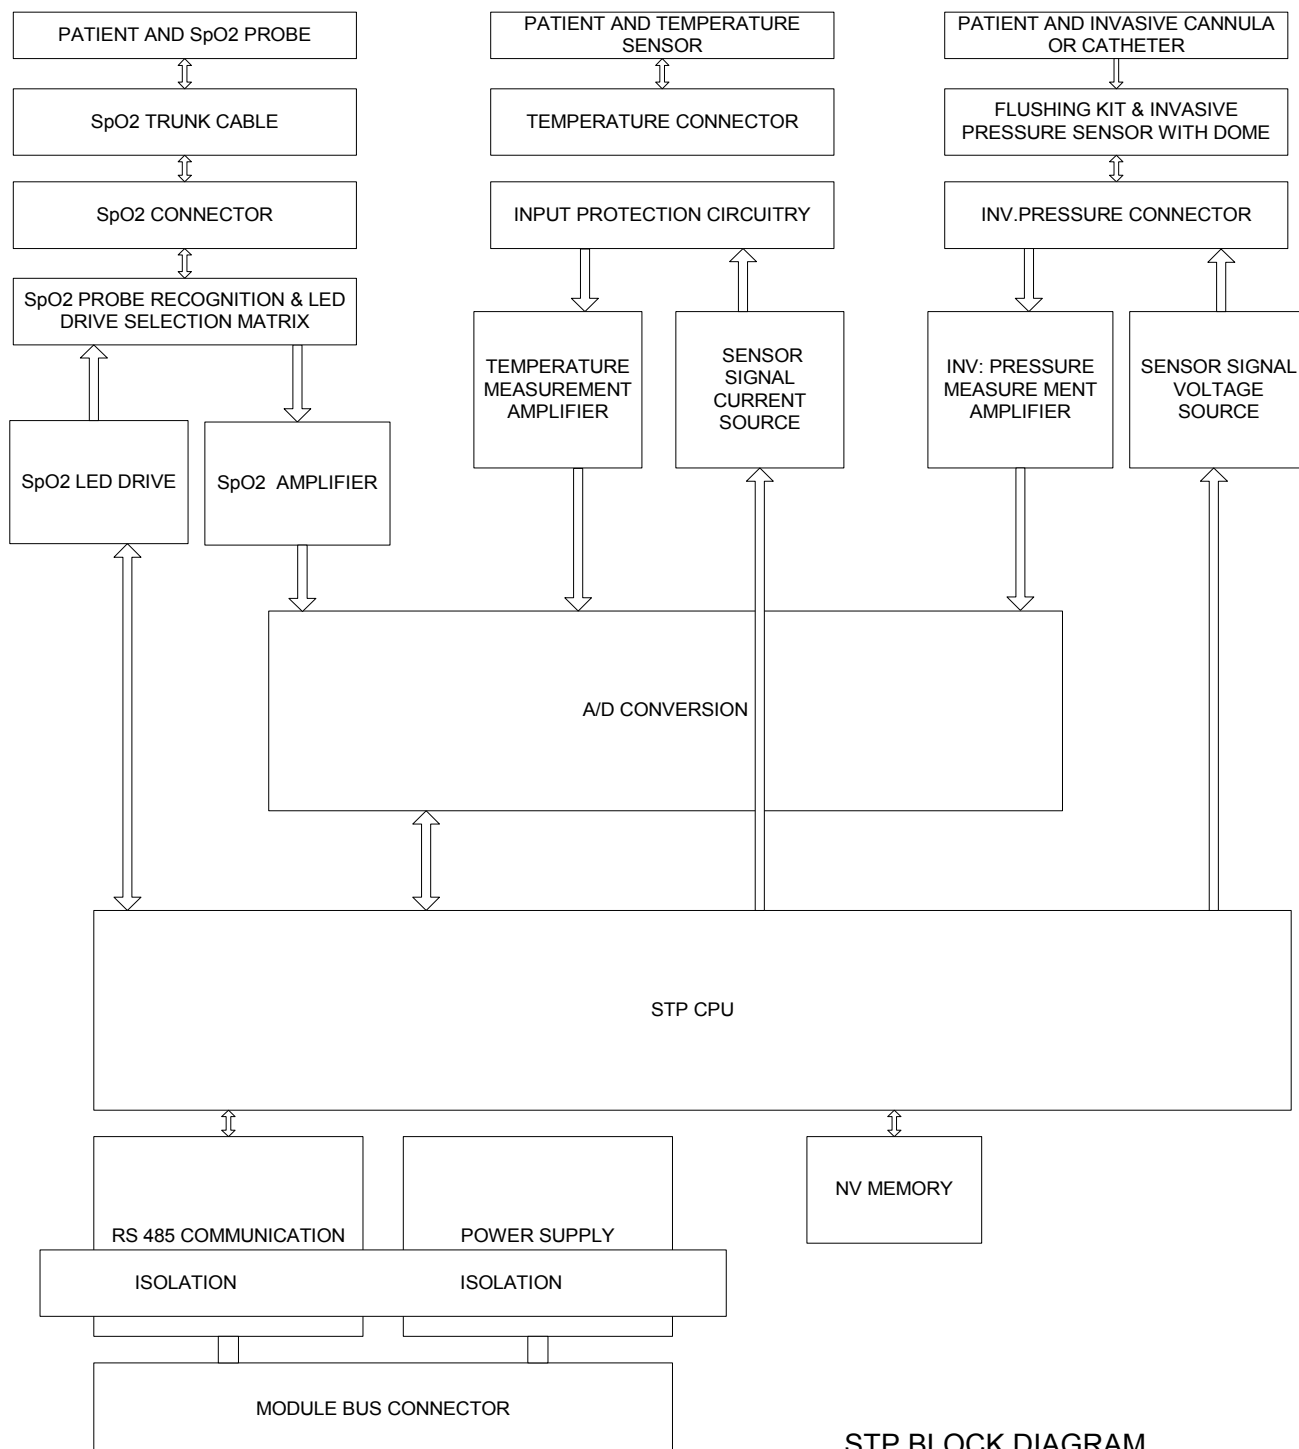 PATIENT AND SpO2 PROBE
PATIENT AND TEMPERATURE
SENSOR
PATIENT AND INVASIVE CANNULA
OR CATHETER
SpO2 TRUNK CABLE
TEMPERATURE CONNECTOR
FLUSHING KIT & INVASIVE
PRESSURE SENSOR WITH DOME
SpO2 CONNECTOR
INPUT PROTECTION CIRCUITRY
INV.PRESSURE CONNECTOR
SpO2 PROBE RECOGNITION & LED
DRIVE SELECTION MATRIX
TEMPERATURE
MEASUREMENT
AMPLIFIER
SENSOR
SIGNAL
CURRENT
SOURCE
INV: PRESSURE
MEASURE MENT
AMPLIFIER
SENSOR SIGNAL
VOLTAGE
SOURCE
SpO2 LED DRIVE
SpO2 AMPLIFIER
A/D CONVERSION
STP CPU
RS 485 COMMUNICATION
POWER SUPPLY
NV MEMORY
ISOLATION
ISOLATION
MODULE BUS CONNECTOR
STP BLOCK DIAGRAM